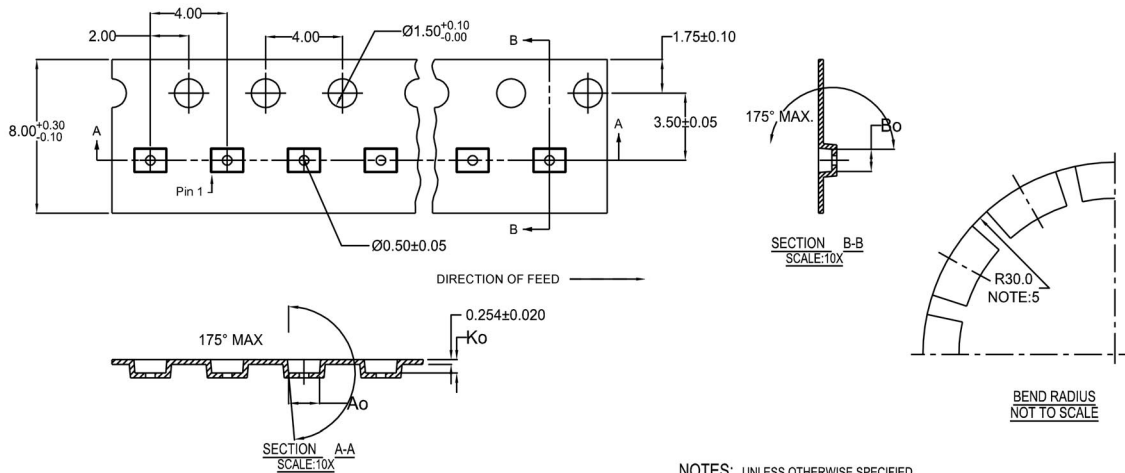 4.00
2.00
4.00
Ø1.50+0.10
-0.00
B
1.75±0.10
8.00+0.30
-0.10
A
A
3.50±0.05
Pin 1
B
Ø0.50±0.05
DIRECTION OF FEED
175° MAX.
Bo
SECTION B-B
SCALE:10X
R30.0
NOTE:5
BEND RADIUS
NOT TO SCALE
175° MAX
0.254±0.020
Ko
Ao
SECTION A-A
SCALE:10X
NOTES: UNLESS OTHERWISE SPECIFIED